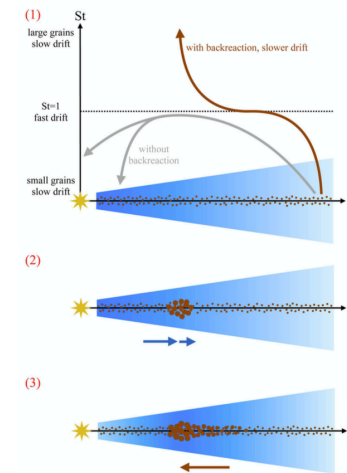 (1)
St
large grains
slow drift
with backreaction, slower drift
St=1
fast drift
without
backreaction
small grains
slow drift
(2)
(3)